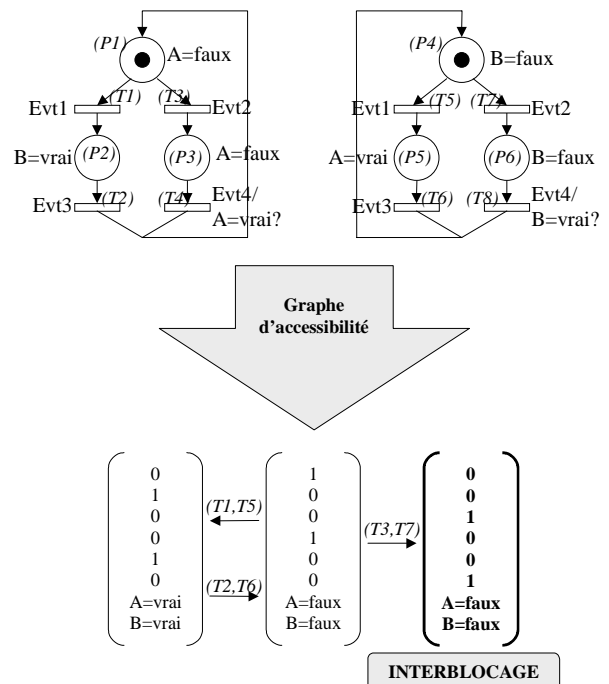 (P1)
A=faux
(T1)
(T3)
Evt1
Evt2
B=vrai
(P2)
(P3)
A=faux
(T2)
(T4)
Evt3
Evt4/
A=vrai?
(P4)
B=faux
Evt1
(T5)
(T7)
Evt2
A=vrai
(P5)
(P6)
B=faux
Evt3
(T6)
(T8)
Evt4/
B=vrai?
Graphe
d'accessibilité
0
1
0
0
1
0
A=vrai
B=vrai
(T1,T5)
(T2,T6)
1
0
0
1
0
0
A=faux
B=faux
(T3,T7)
0
0
1
0
0
1
A=faux
B=faux
INTERBLOCAGE